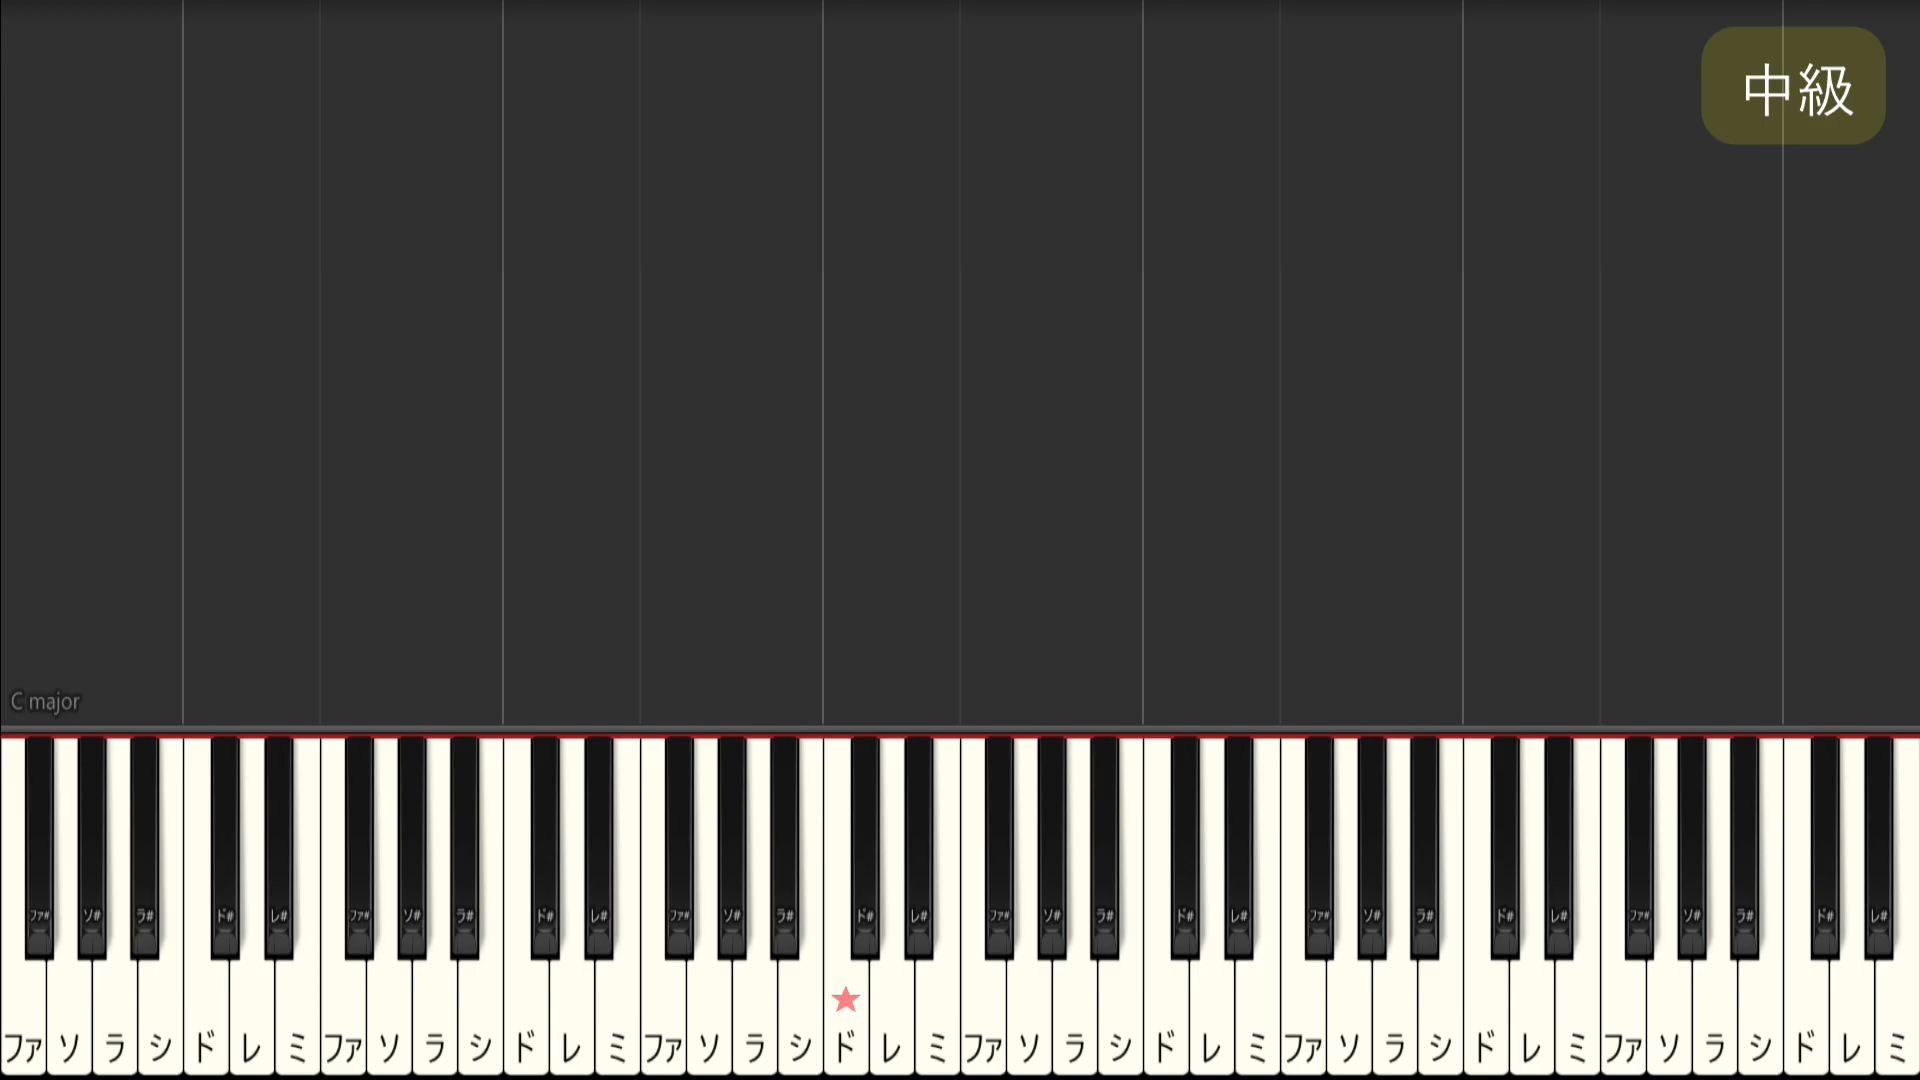 中級
C major
ファ# ソ# ラ# ド# レ# ファ# ソ# ラ# ド# レ# ファ# ソ# ラ# ド# レ# ファ# ソ# ラ# ド# レ# ファ# ソ# ラ# ド# レ# ファ# ソ# ラ# ド# レ#
ファ ソ ラ シ ド レ ミ ファ ソ ラ シ ド レ ミ ファ ソ ラ シ ド レ ミ ファ ソ ラ シ ド レ ミ ファ ソ ラ シ ド レ ミ ファ ソ ラ シ ド レ ミ